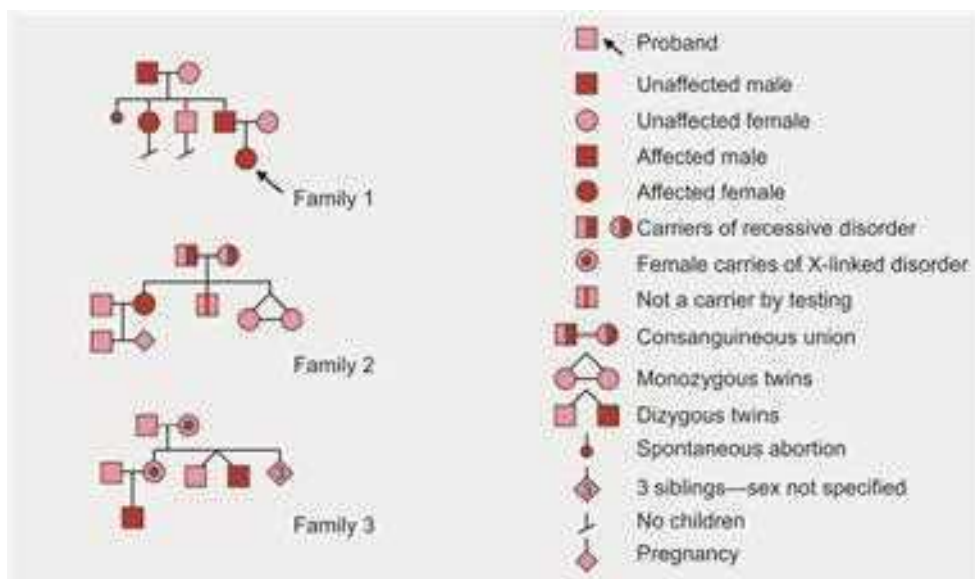 Family 1
Family 2
Family 3
Proband
Unaffected male
Unaffected female
Affected male
Affected female
Carriers of recessive disorder
Female carries of X-linked disorder
Not a carrier by testing
Consanguineous union
Monozygous twins
Dizygous twins
Spontaneous abortion
3 siblings—sex not specified
No children
Pregnancy